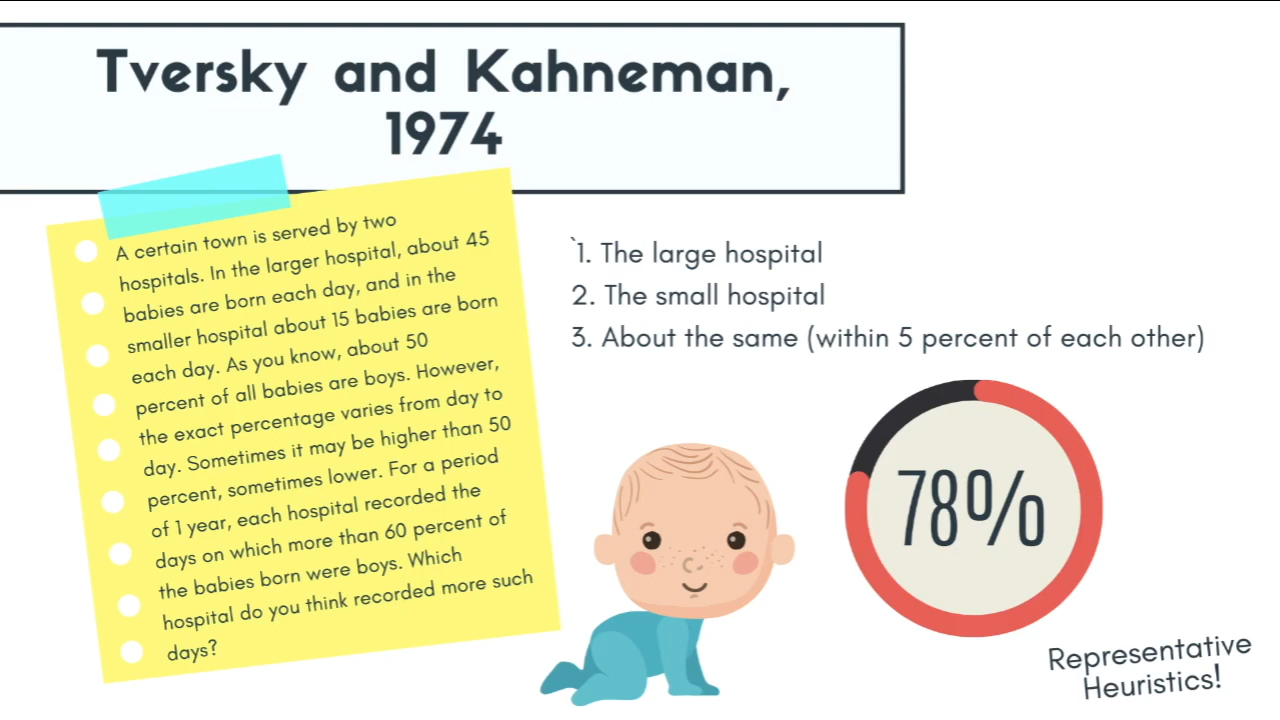 Tversky and Kahneman,
1974
A certain town is served by two
hospitals. In the larger hospital, about 45
babies are born each day, and in the
smaller hospital about 15 babies are born
each day. As you know, about 50
percent of all babies are boys. However,
the exact percentage varies from day to
day. Sometimes it may be higher than 50
percent, sometimes lower. For a period
of 1 year, each hospital recorded the
days on which more than 60 percent of
the babies born were boys. Which
hospital do you think recorded more such
days?
`1. The large hospital
2. The small hospital
3. About the same (within 5 percent of each other)
78%
Representative
Heuristics!